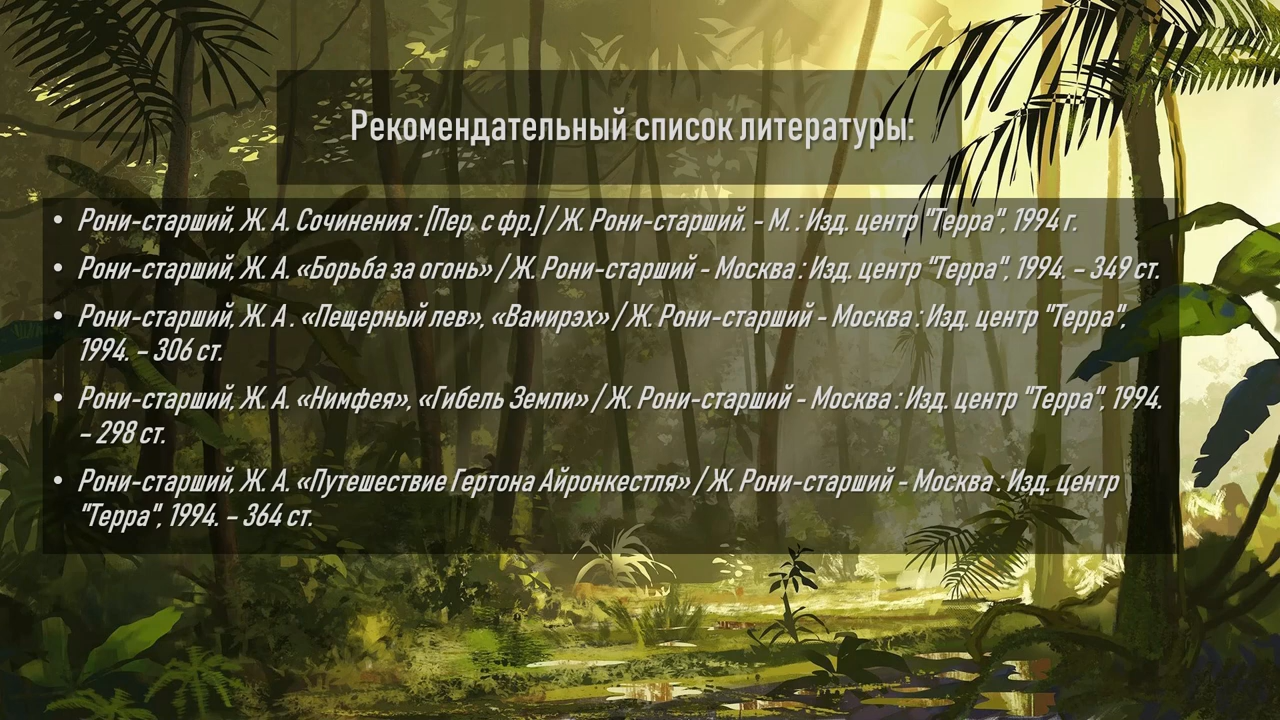 Рекомендательный список литературы:
• Рони-старший, Ж. А. Сочинения : [Пер. с фр.] / Ж. Рони-старший. - М. : Изд. центр "Терра", 1994 г.
• Рони-старший, Ж. А. «Борьба за огонь» / Ж. Рони-старший - Москва : Изд. центр "Терра", 1994. – 349 ст.
• Рони-старший, Ж. А . «Пещерный лев», «Вамирэх» / Ж. Рони-старший - Москва : Изд. центр "Терра",
1994. – 306 ст.
• Рони-старший, Ж. А. «Нимфея», «Гибель Земли» / Ж. Рони-старший - Москва : Изд. центр "Терра", 1994.
– 298 ст.
• Рони-старший, Ж. А. «Путешествие Гертона Айронкестля» / Ж. Рони-старший - Москва : Изд. центр
"Терра", 1994. – 364 ст.